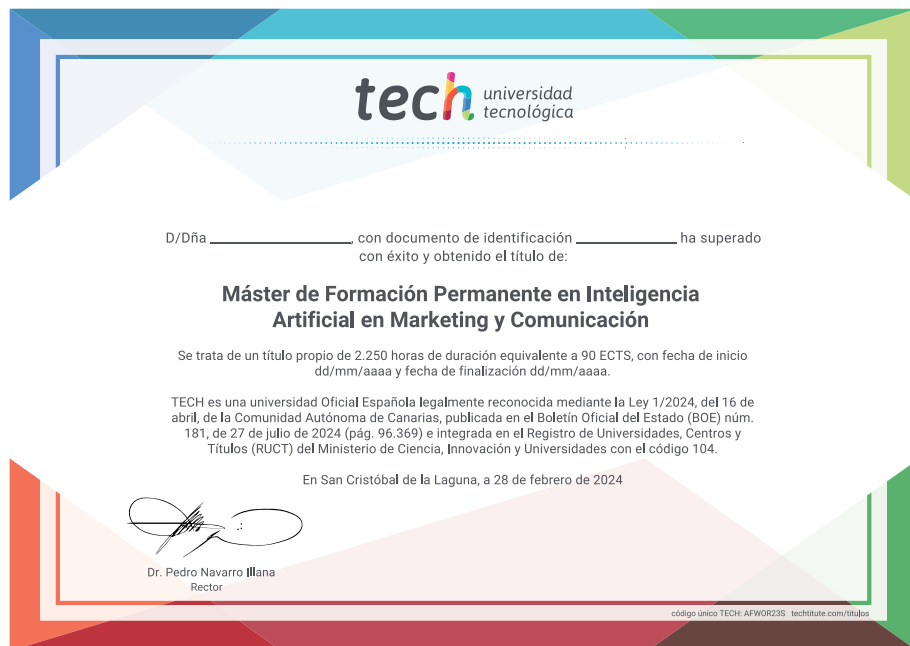 tech universidad
tecnológica
D/Dña ____________________, con documento de identificación ______________ ha superado
con éxito y obtenido el título de:
Máster de Formación Permanente en Inteligencia
Artificial en Marketing y Comunicación
Se trata de un título propio de 2.250 horas de duración equivalente a 90 ECTS, con fecha de inicio
dd/mm/aaaa y fecha de finalización dd/mm/aaaa.
TECH es una universidad Oficial Española legalmente reconocida mediante la Ley 1/2024, del 16 de
abril, de la Comunidad Autónoma de Canarias, publicada en el Boletín Oficial del Estado (BOE) núm.
181, de 27 de julio de 2024 (pág. 96.369) e integrada en el Registro de Universidades, Centros y
Títulos (RUCT) del Ministerio de Ciencia, Innovación y Universidades con el código 104.
En San Cristóbal de la Laguna, a 28 de febrero de 2024
Dr. Pedro Navarro Illana
Rector
código único TECH: AFWOR23S techtitute.com/titulos